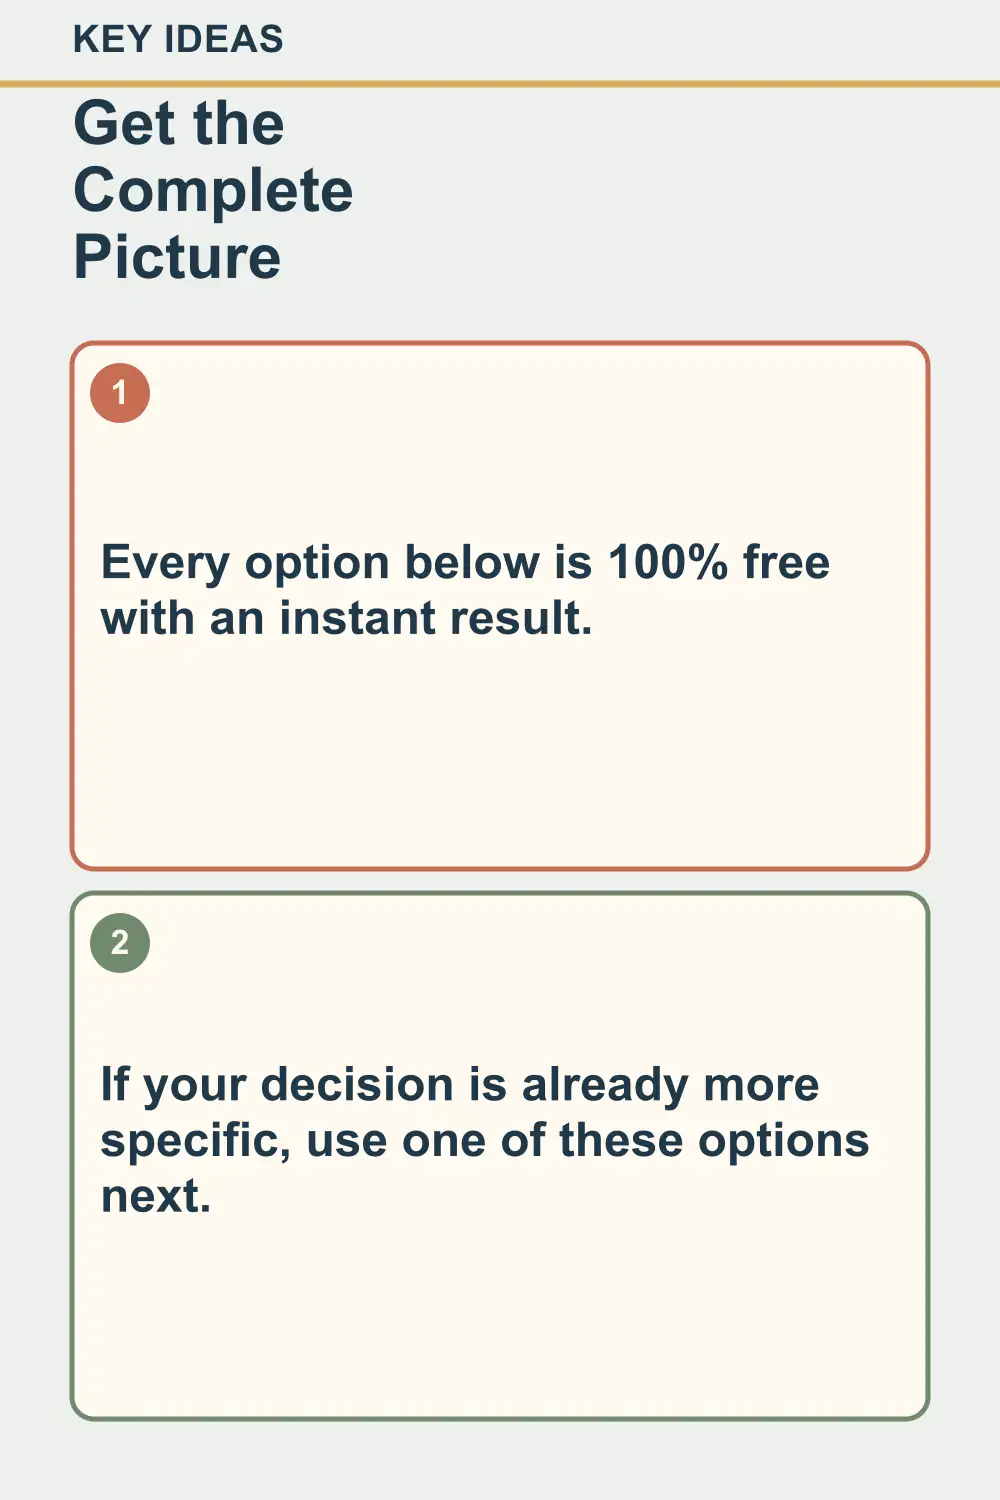 KEY IDEAS
Get the
Complete
Picture
1
Every option below is 100% free
with an instant result.
2
If your decision is already more
specific, use one of these options
next.